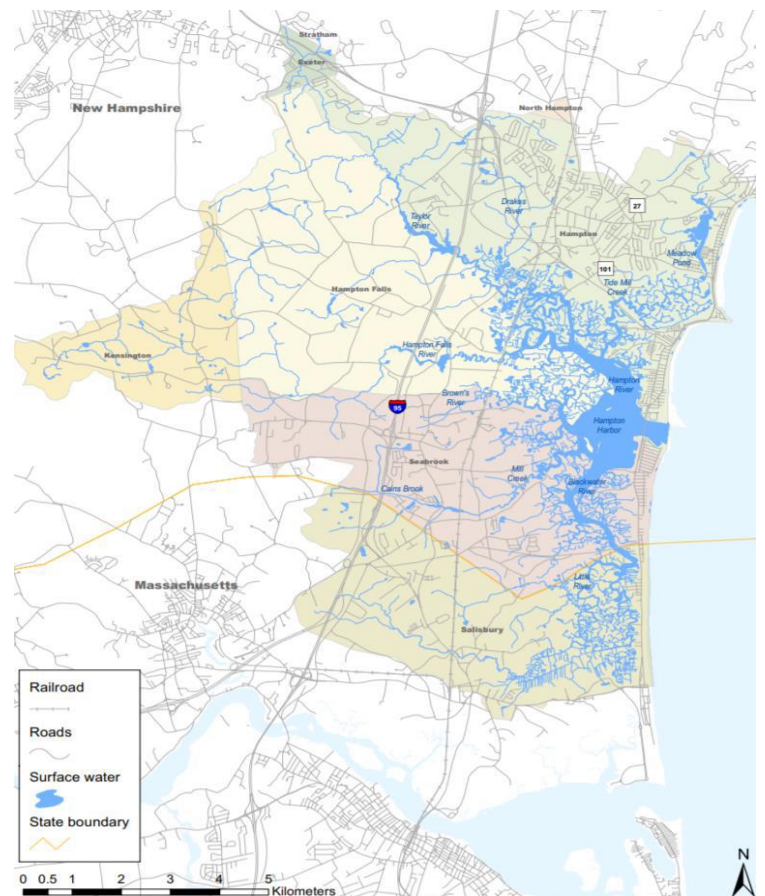 Stratham
Exeter
New Hampshire
North Hampton
27
Taylor
River
Drakes
River
Hampton
Meadow
Pond
101
Tide Mill
Creek
Hampton Falls
Hampton Falls
River
Kensington
Hampton
River
Brown's
River
95
Hampton
Harbor
Seabrook
Mill
Creek
Cains Brook
Blackwater
River
Massachusetts
Little
River
Salisbury
Railroad
Roads
Surface water
State boundary
0 0.5 1 2 3 4 5
Kilometers
N